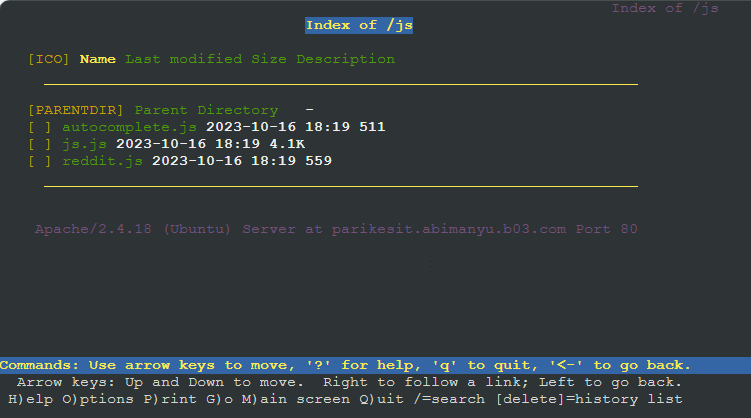 Index of /js
Index of /js
[ICO] Name Last modified Size Description
[PARENTDIR] Parent Directory -
[ ] autocomplete.js 2023-10-16 18:19 511
[ ] js.js 2023-10-16 18:19 4.1K
[ ] reddit.js 2023-10-16 18:19 559
Apache/2.4.18 (Ubuntu) Server at parikesit.abimanyu.b03.com Port 80
Commands: Use arrow keys to move, '?' for help, 'q' to quit, '<-' to go back.
Arrow keys: Up and Down to move. Right to follow a link; Left to go back.
H)elp O)ptions P)rint G)o M)ain screen Q)uit /=search [delete]=history list